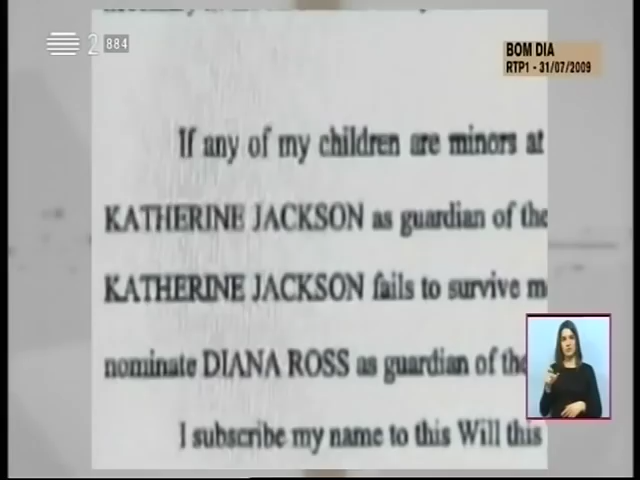 2 884
BOM DIA
RTP1 - 31/07/2009
If any of my children are minors at
KATHERINE JACKSON as guardian of the
KATHERINE JACKSON fails to survive m
nominate DIANA ROSS as guardian of the
I subscribe my name to this Will this